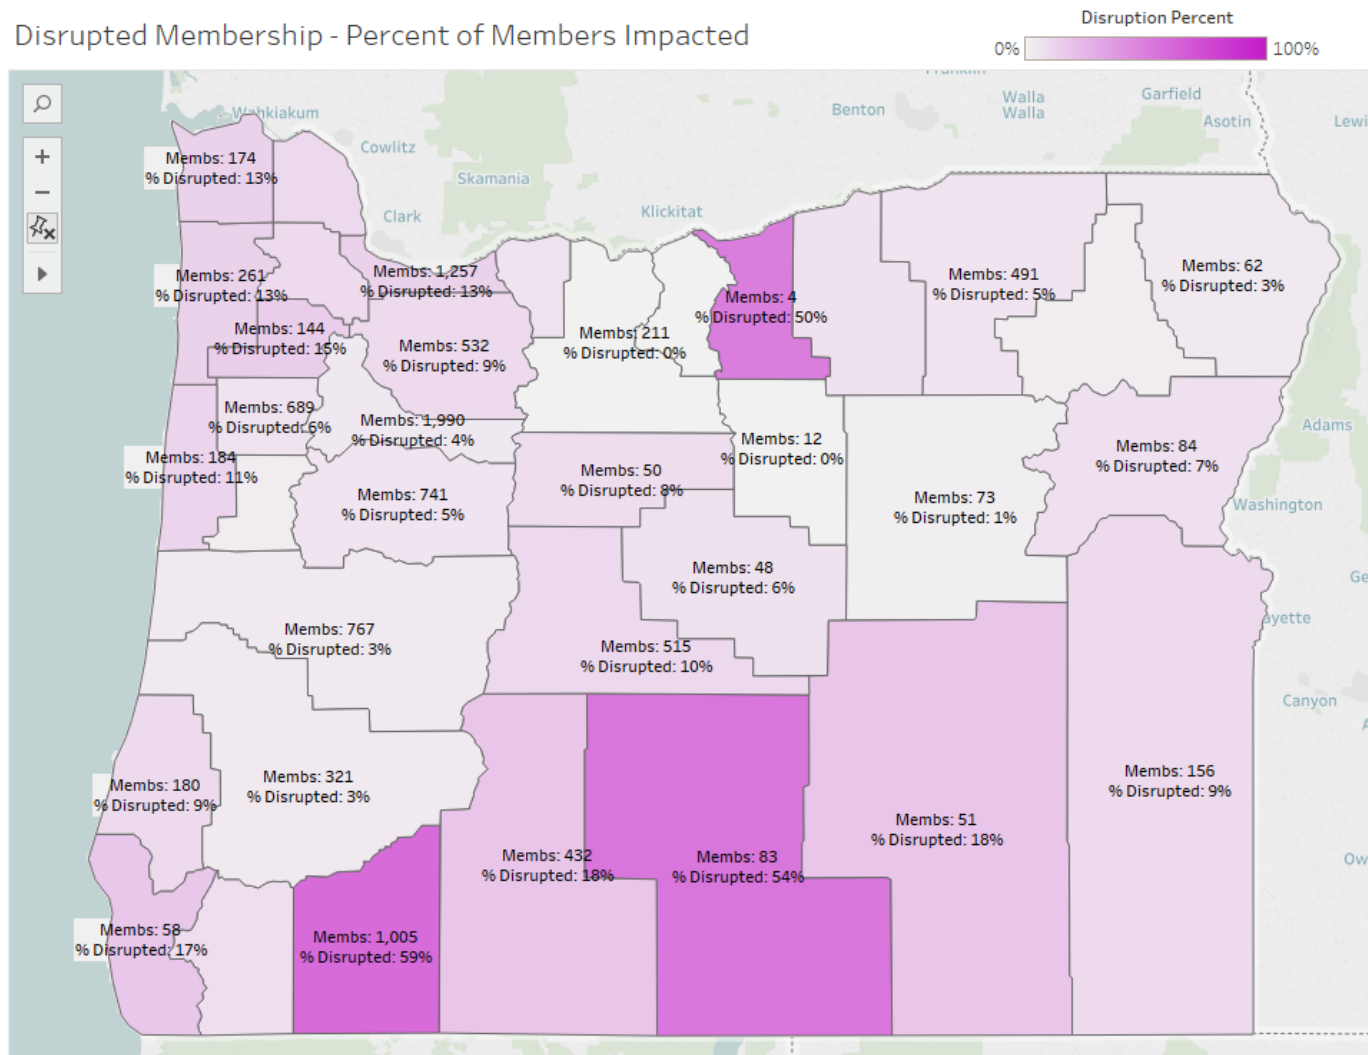 Disrupted Membership - Percent of Members Impacted
Disruption Percent
0%
100%
Wahkiakum
Cowlitz
Skamania
Clark
Klickitat
Benton
Franklin
Walla
Walla
Garfield
Asotin
Lewi
Membs: 174
% Disrupted: 13%
Membs: 261
% Disrupted: 13%
Membs: 1,257
% Disrupted: 13%
Membs: 144
% Disrupted: 15%
Membs: 532
% Disrupted: 9%
Membs: 211
% Disrupted: 0%
Membs: 4
% Disrupted: 50%
Membs: 491
% Disrupted: 5%
Membs: 62
% Disrupted: 3%
Membs: 689
% Disrupted: 6%
Membs: 1,990
% Disrupted: 4%
Membs: 184
% Disrupted: 11%
Membs: 741
% Disrupted: 5%
Membs: 50
% Disrupted: 8%
Membs: 12
% Disrupted: 0%
Membs: 73
% Disrupted: 1%
Membs: 84
% Disrupted: 7%
Adams
Washington
Membs: 48
% Disrupted: 6%
Ge
ayette
Membs: 767
% Disrupted: 3%
Membs: 515
% Disrupted: 10%
Canyon
Membs: 180
% Disrupted: 9%
Membs: 321
% Disrupted: 3%
Membs: 432
% Disrupted: 18%
Membs: 83
% Disrupted: 54%
Membs: 51
% Disrupted: 18%
Membs: 156
% Disrupted: 9%
Ow
Membs: 58
% Disrupted: 17%
Membs: 1,005
% Disrupted: 59%